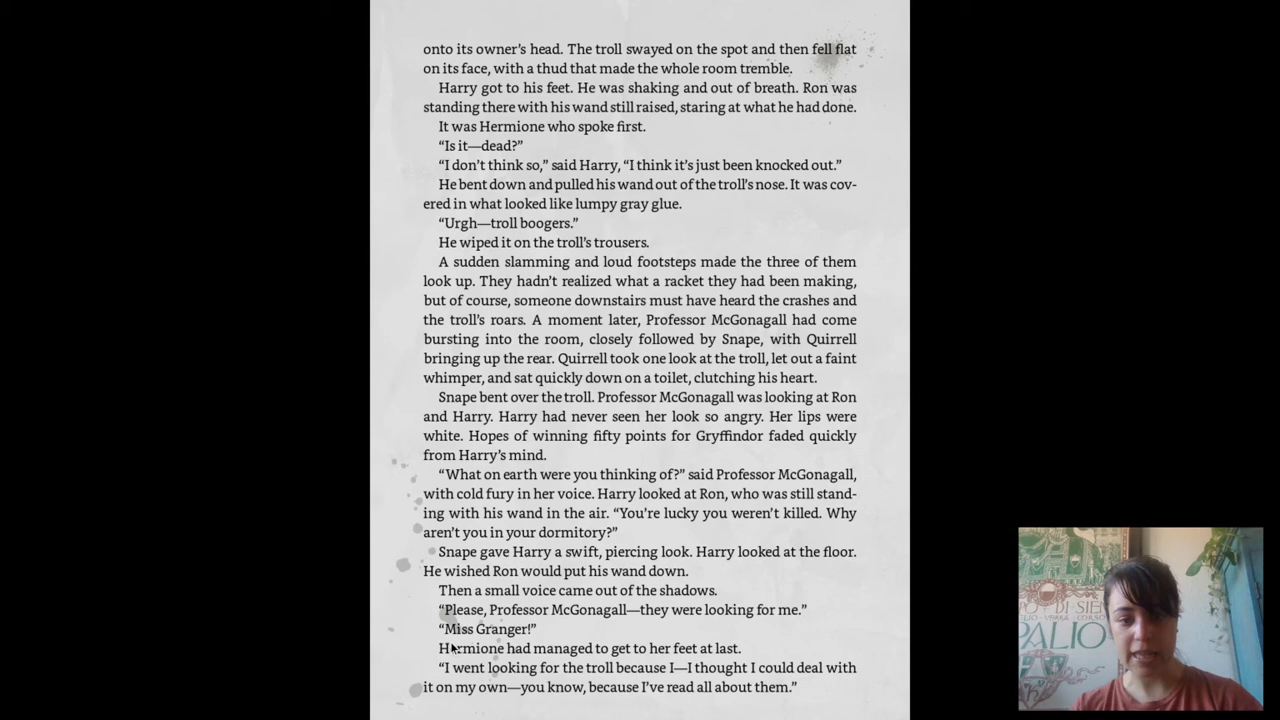 onto its owner's head. The troll swayed on the spot and then fell flat
on its face, with a thud that made the whole room tremble.
Harry got to his feet. He was shaking and out of breath. Ron was
standing there with his wand still raised, staring at what he had done.
It was Hermione who spoke first.
“Is it—dead?”
“I don't think so,” said Harry, “I think it's just been knocked out.”
He bent down and pulled his wand out of the troll's nose. It was cov-
ered in what looked like lumpy gray glue.
“Urgh—troll boogers.”
He wiped it on the troll's trousers.
A sudden slamming and loud footsteps made the three of them
look up. They hadn't realized what a racket they had been making,
but of course, someone downstairs must have heard the crashes and
the troll's roars. A moment later, Professor McGonagall had come
bursting into the room, closely followed by Snape, with Quirrell
bringing up the rear. Quirrell took one look at the troll, let out a faint
whimper, and sat quickly down on a toilet, clutching his heart.
Snape bent over the troll. Professor McGonagall was looking at Ron
and Harry. Harry had never seen her look so angry. Her lips were
white. Hopes of winning fifty points for Gryffindor faded quickly
from Harry's mind.
“What on earth were you thinking of?” said Professor McGonagall,
with cold fury in her voice. Harry looked at Ron, who was still stand-
ing with his wand in the air. “You're lucky you weren't killed. Why
aren't you in your dormitory?”
Snape gave Harry a swift, piercing look. Harry looked at the floor.
He wished Ron would put his wand down.
Then a small voice came out of the shadows.
“Please, Professor McGonagall—they were looking for me.”
“Miss Granger!”
Hermione had managed to get to her feet at last.
“I went looking for the troll because I—I thought I could deal with
it on my own—you know, because I've read all about them.”
DI SIE
PALIO